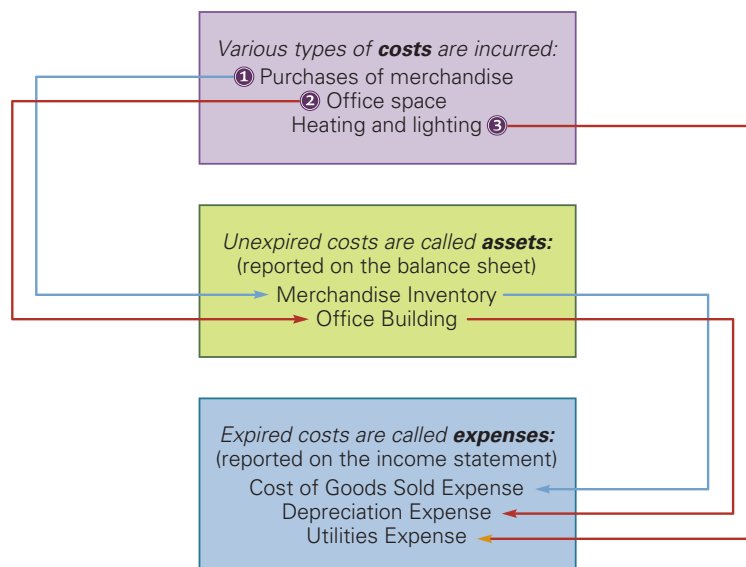 Various types of costs are incurred:
1 Purchases of merchandise
2 Office space
Heating and lighting 3
Unexpired costs are called assets:
(reported on the balance sheet)
Merchandise Inventory
Office Building
Expired costs are called expenses:
(reported on the income statement)
Cost of Goods Sold Expense
Depreciation Expense
Utilities Expense